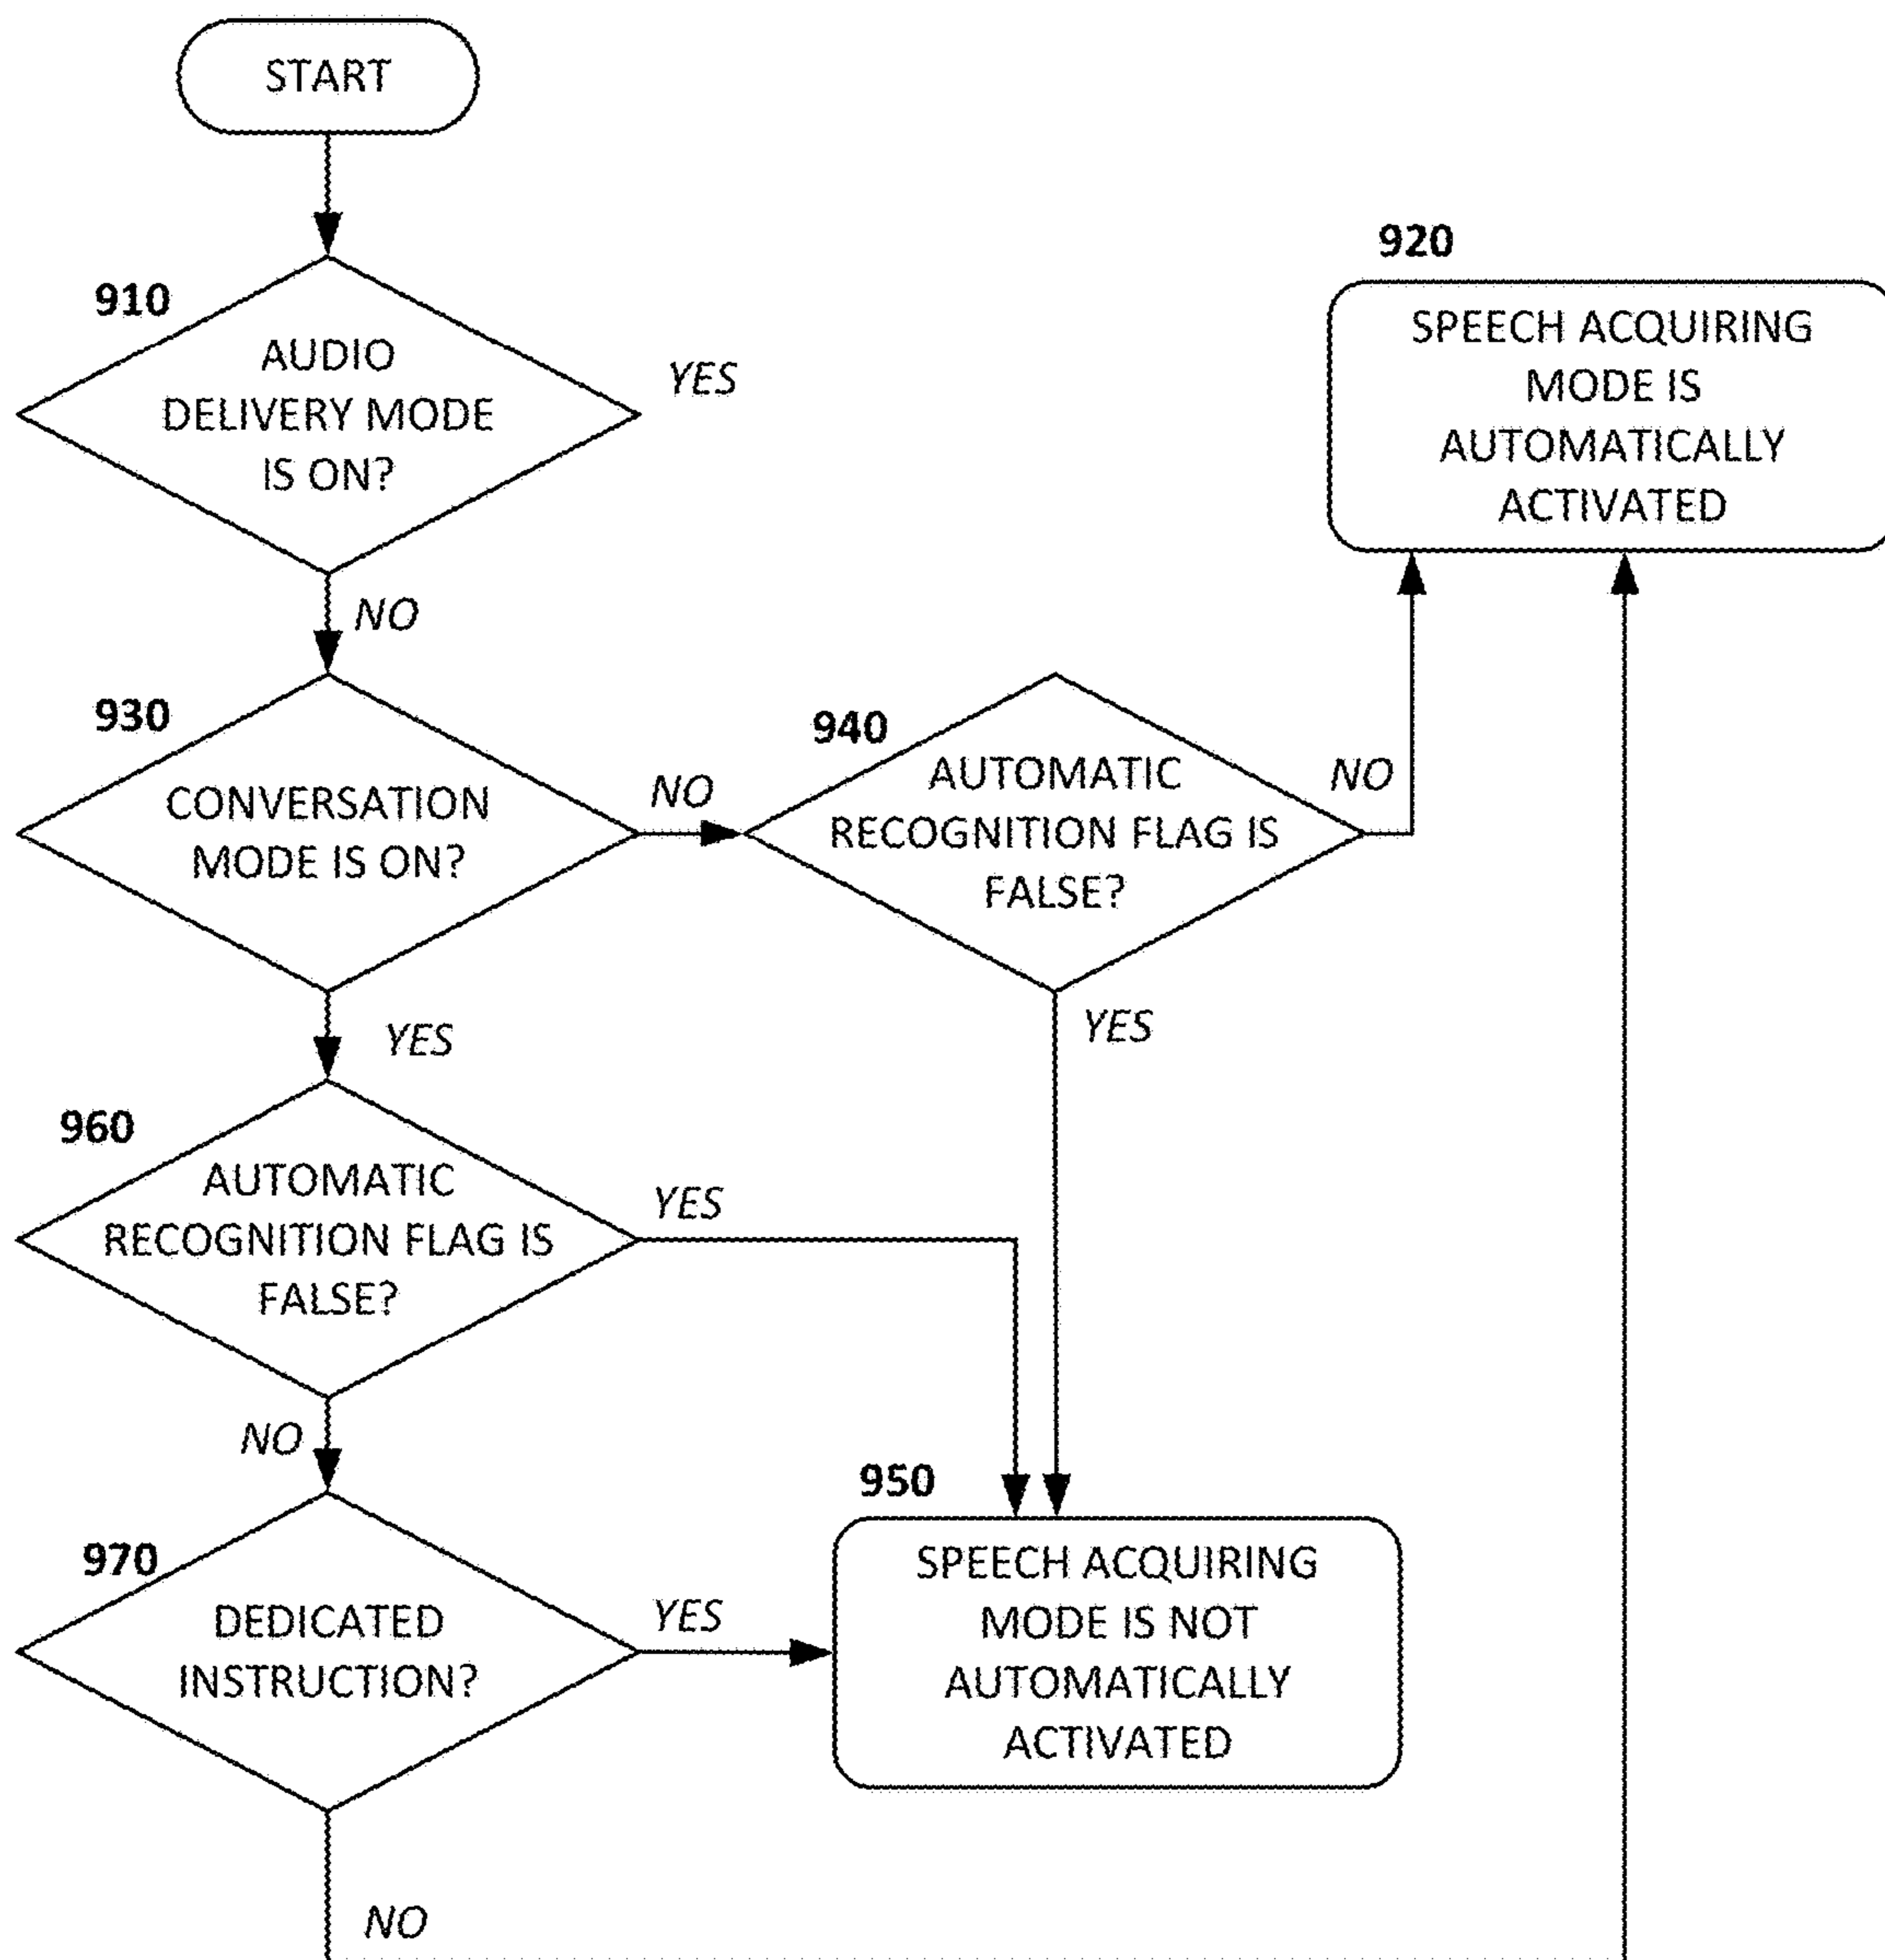 START
910
AUDIO
DELIVERY MODE
IS ON?
YES
920
SPEECH ACQUIRING
MODE IS
AUTOMATICALLY
ACTIVATED
NO
930
CONVERSATION
MODE IS ON?
NO
940
AUTOMATIC
RECOGNITION FLAG IS
FALSE?
NO
YES
YES
960
AUTOMATIC
RECOGNITION FLAG IS
FALSE?
YES
NO
970
DEDICATED
INSTRUCTION?
YES
950
SPEECH ACQUIRING
MODE IS NOT
AUTOMATICALLY
ACTIVATED
NO